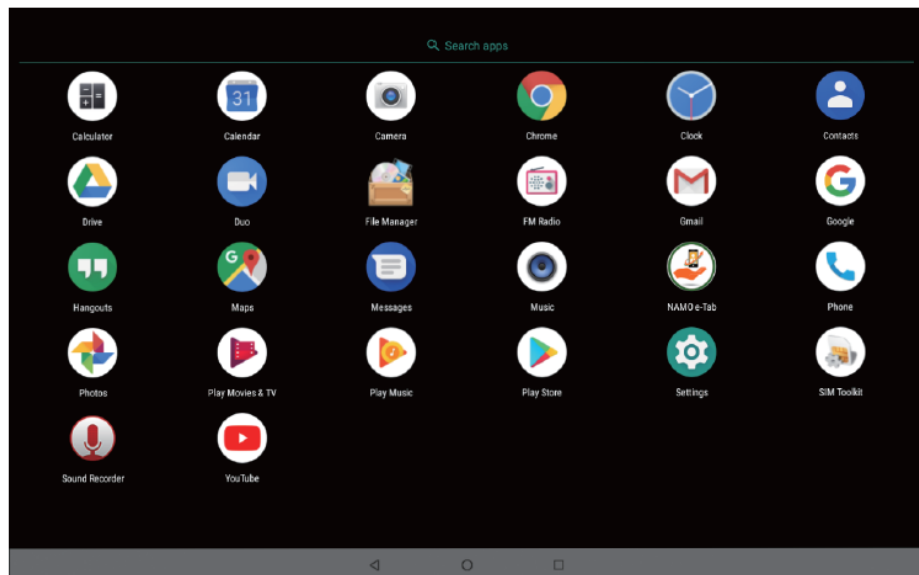 Search apps
Calculator Calendar Camera Chrome Clock Contacts
31
Drive Duo File Manager FM Radio Gmail Google
Hangouts Maps Messages Music NAMO e-Tab Phone
G
Photos Play Movies & TV Play Music Play Store Settings SIM Toolkit
Sound Recorder YouTube